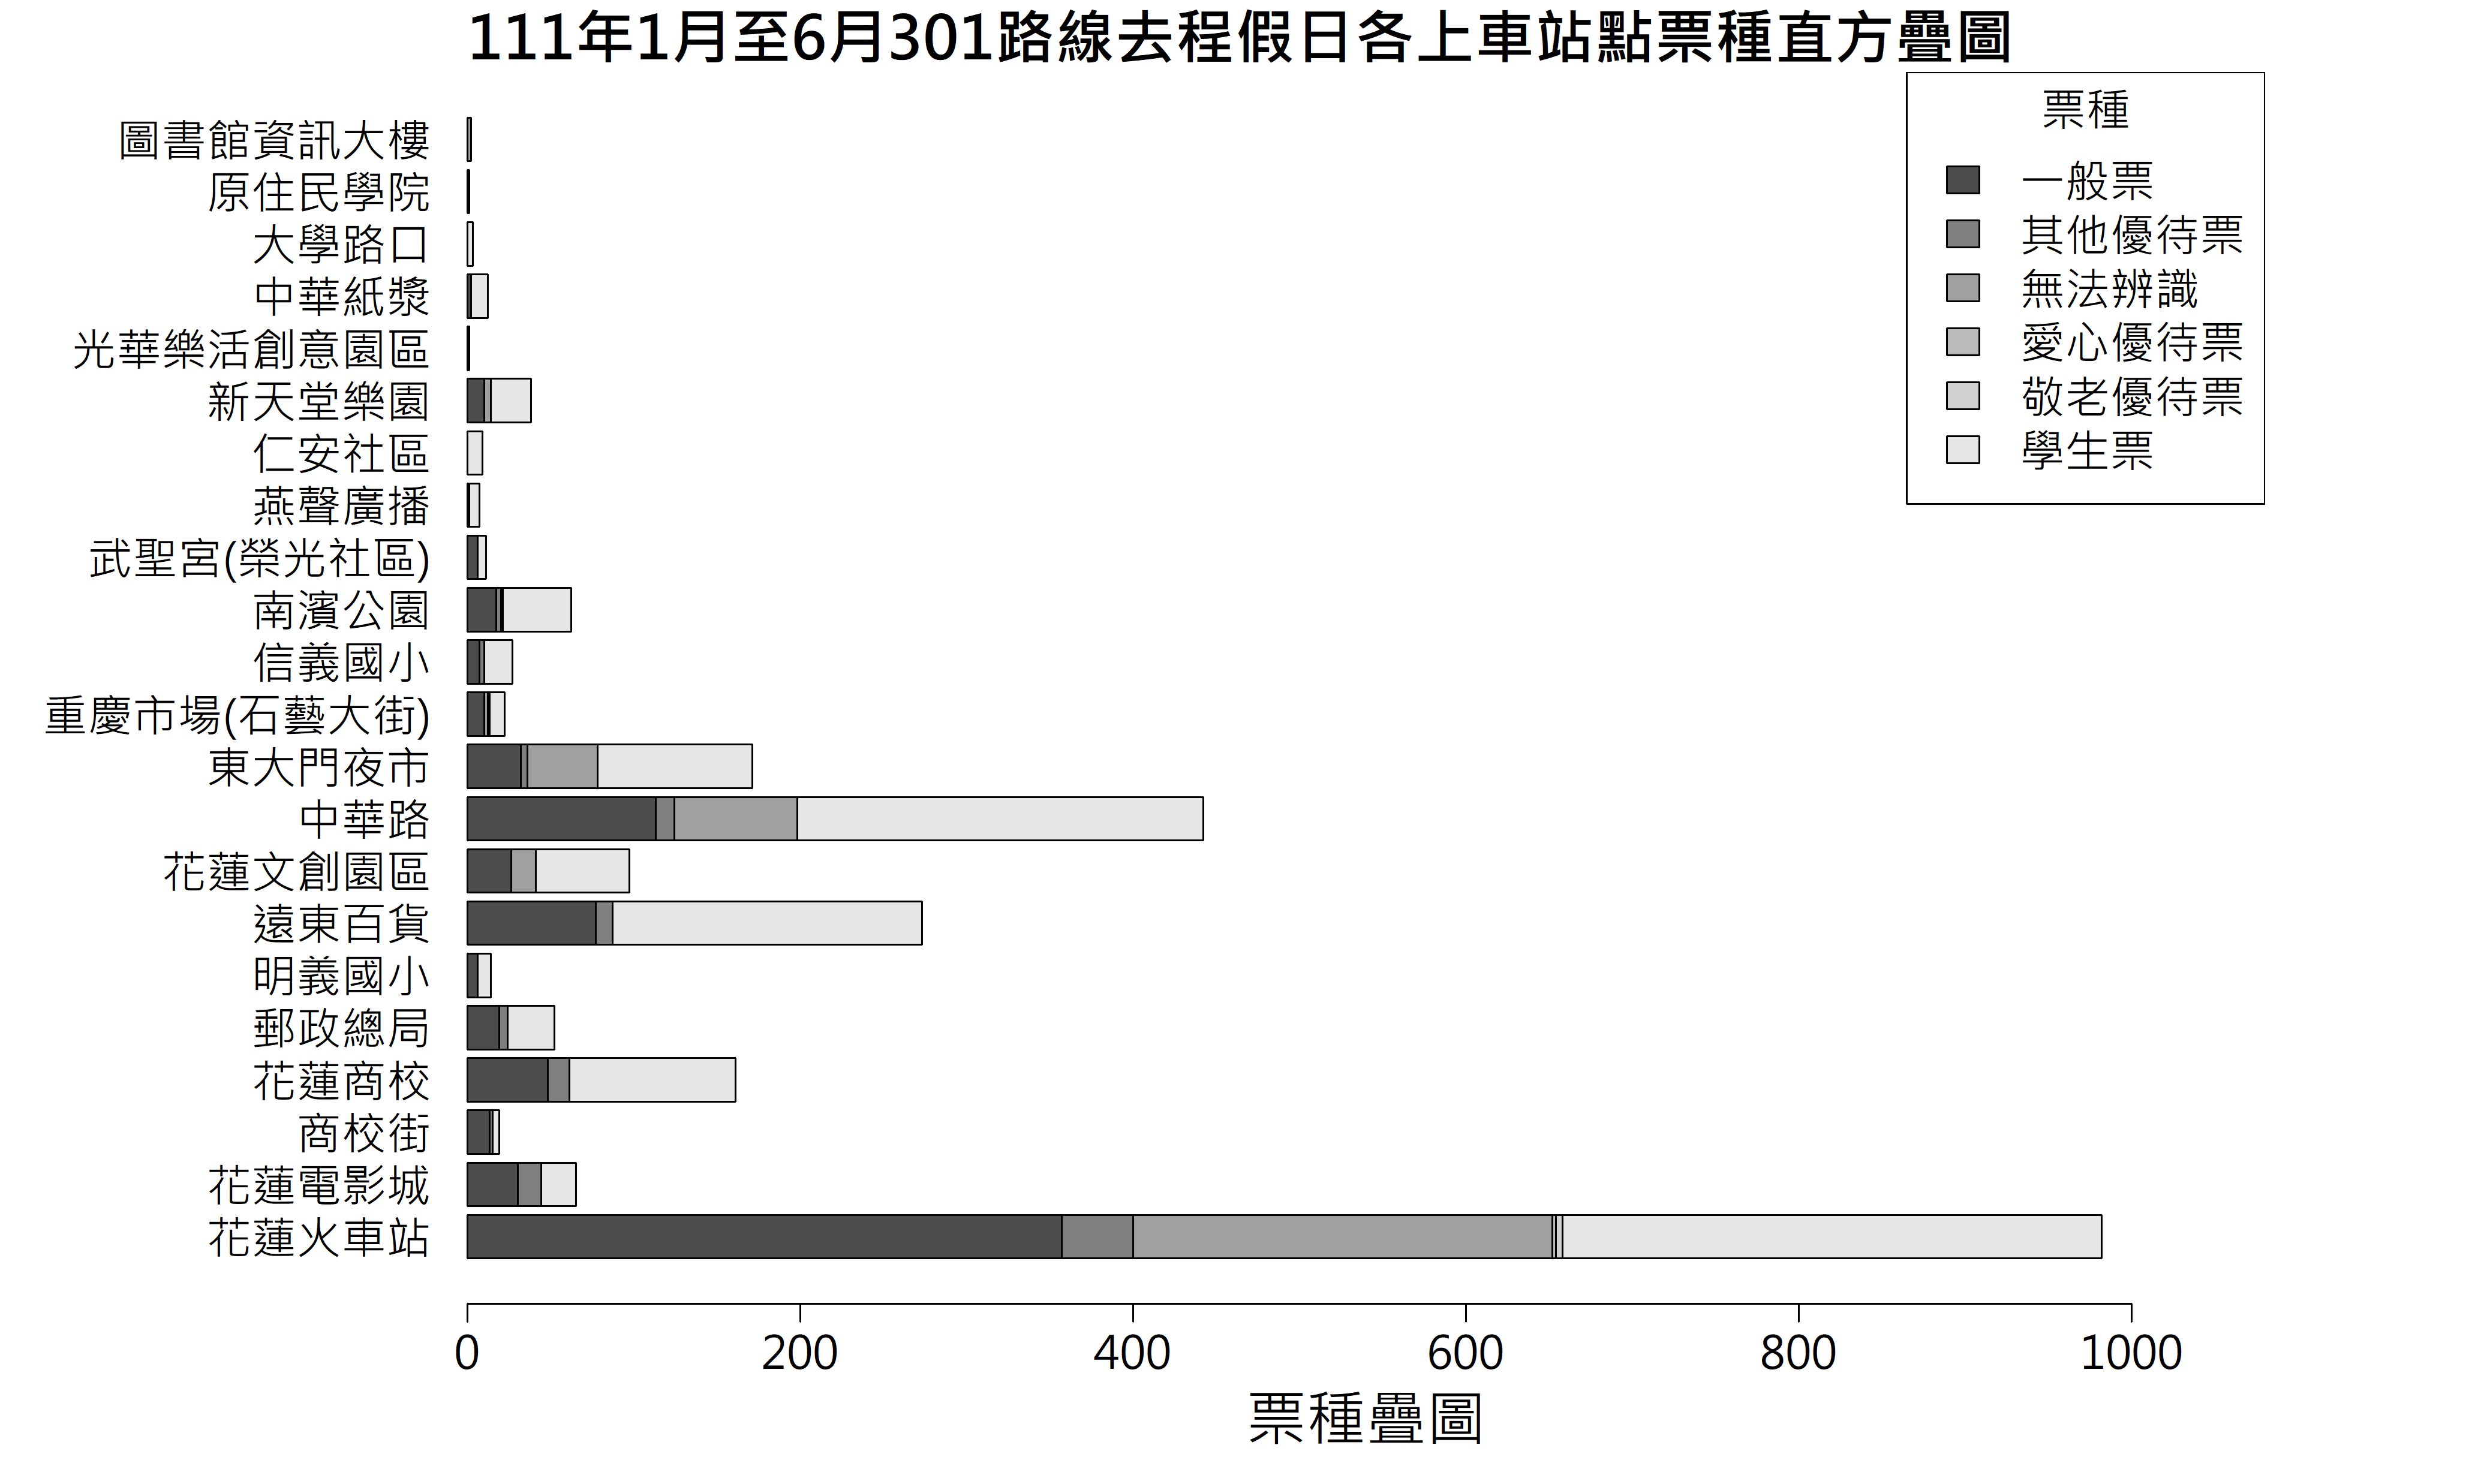 111年1月至6月301路線去程假日各上車站點票種直方疊圖
票種
一般票
其他優待票
無法辨識
愛心優待票
敬老優待票
學生票
圖書館資訊大樓
原住民學院
大學路口
中華紙漿
光華樂活創意園區
新天堂樂園
仁安社區
燕聲廣播
武聖宮(榮光社區)
南濱公園
信義國小
重慶市場(石藝大街)
東大門夜市
中華路
花蓮文創園區
遠東百貨
明義國小
郵政總局
花蓮商校
商校街
花蓮電影城
花蓮火車站
0 200 400 600 800 1000
票種疊圖